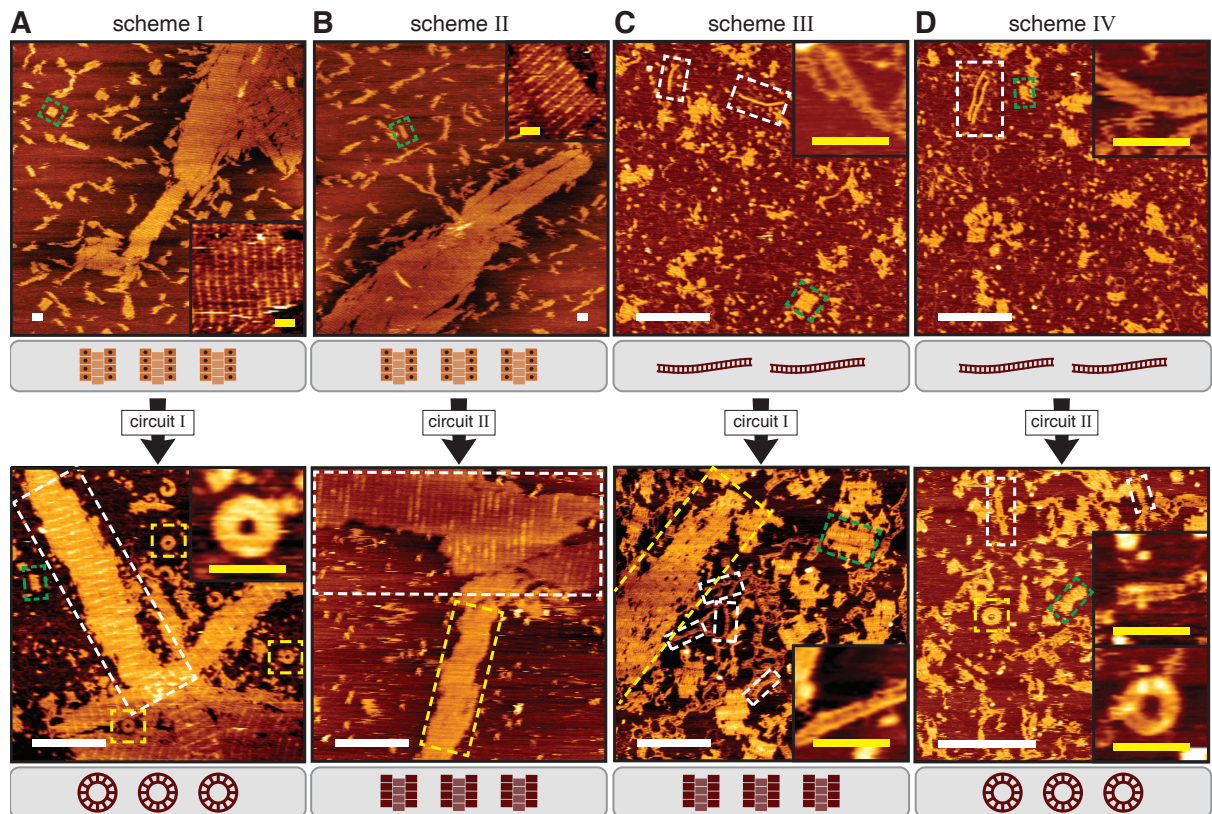 A scheme I
B scheme II
C scheme III
D scheme IV
circuit I
circuit II
circuit I
circuit II